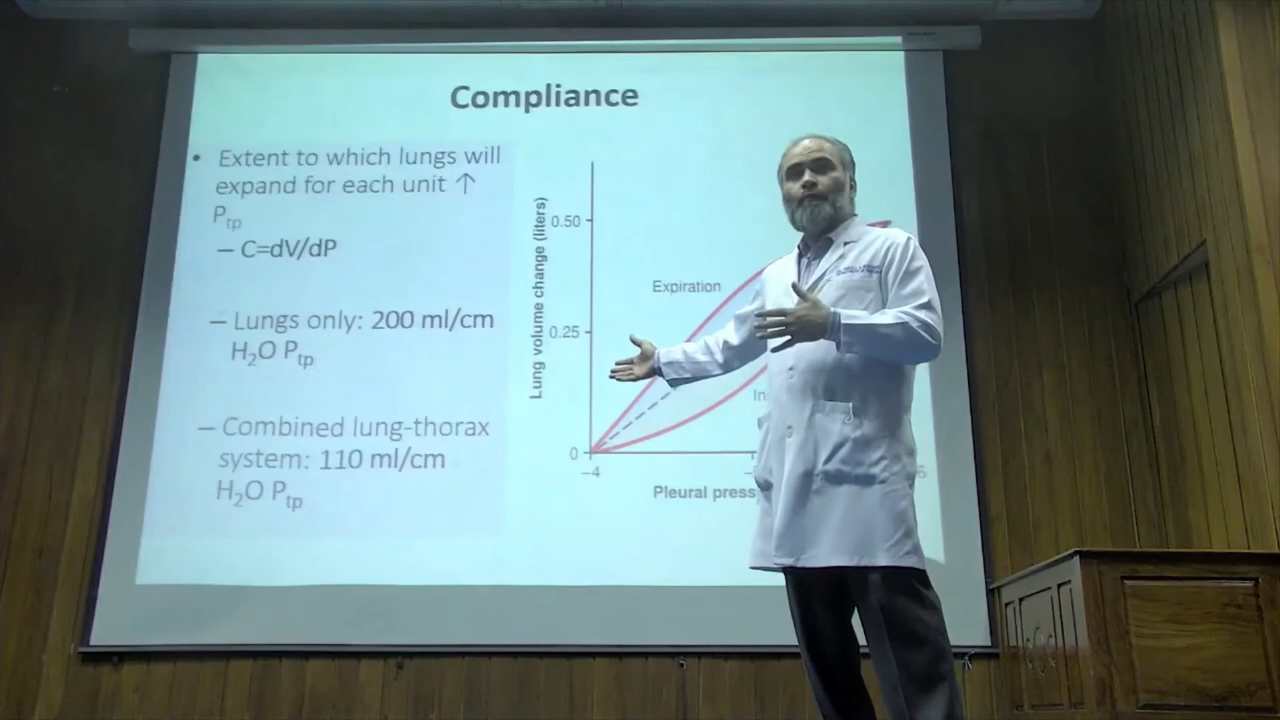 Compliance
• Extent to which lungs will
expand for each unit ↑
Ptp
– C=dV/dP
– Lungs only: 200 ml/cm
H₂O Ptp
– Combined lung-thorax
system: 110 ml/cm
H₂O Ptp
Lung volume change (liters)
0.50
0.25
0
Expiration
In
–4
Pleural press
6